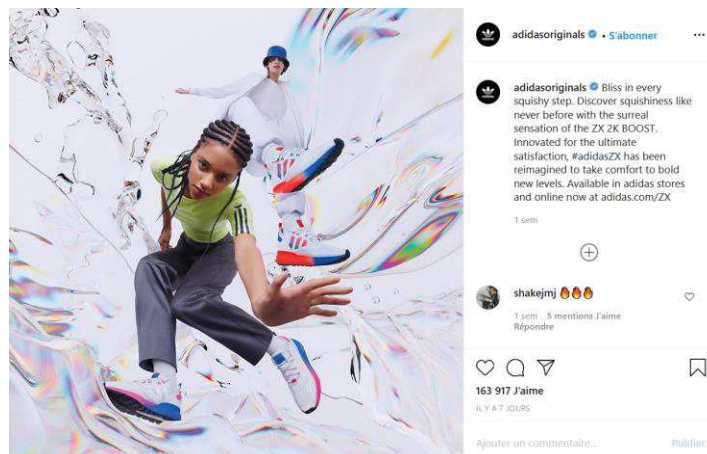 adidasoriginals • S'abonner
adidasoriginals Bliss in every
squishy step. Discover squishiness like
never before with the surreal
sensation of the ZX 2K BOOST.
Innovated for the ultimate
satisfaction, #adidasZX has been
reimagined to take comfort to bold
new levels. Available in adidas stores
and online now at adidas.com/ZX
1 sem
shakejmj 🔥🔥🔥
1 sem 5 mentions J'aime
Répondre
163 917 J'aime
IL Y A 7 JOURS
Ajouter un commentaire... Publier